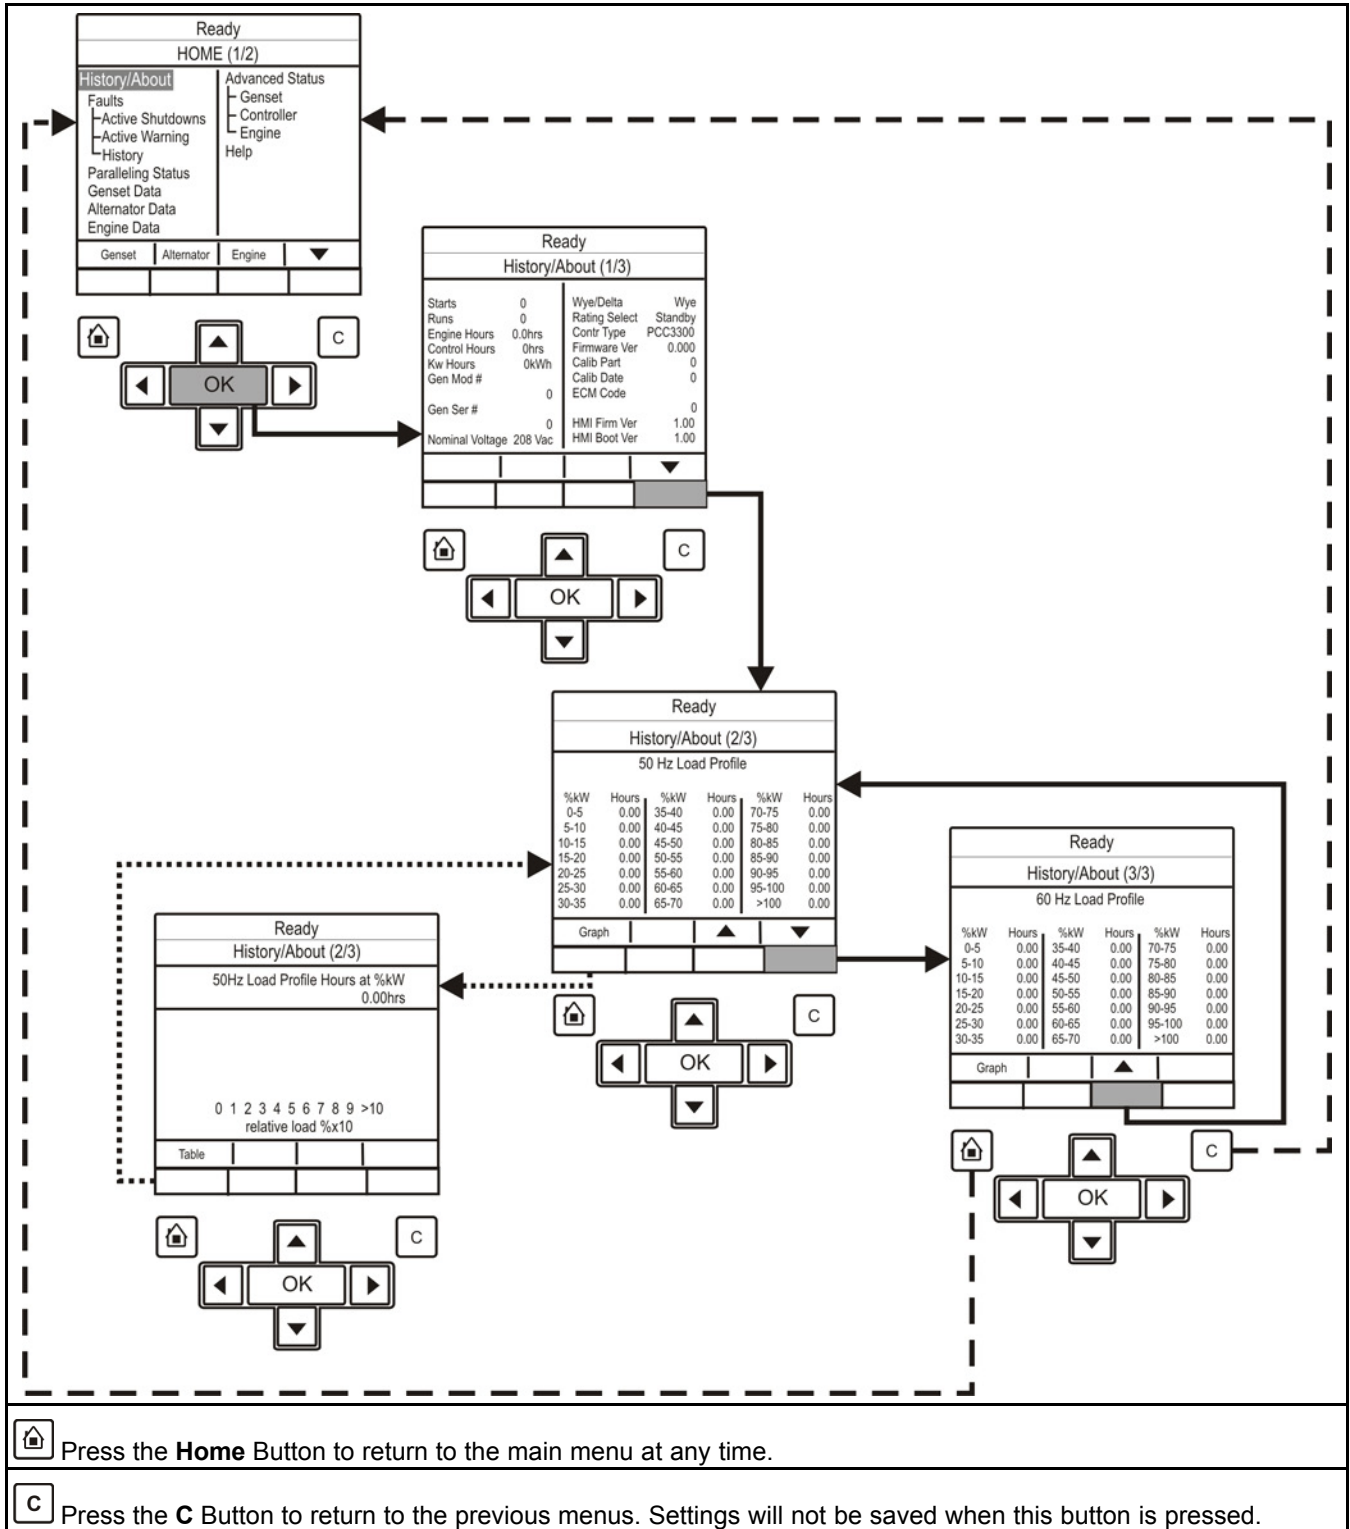 Ready
HOME (1/2)
History/About
Faults
Active Shutdowns
Active Warning
History
Paralleling Status
Genset Data
Alternator Data
Engine Data
Advanced Status
Genset
Controller
Engine
Help
Genset Alternator Engine
C
OK
Ready
History/About (1/3)
Starts 0
Runs 0
Engine Hours 0.0hrs
Control Hours 0hrs
Kw Hours 0kWh
Gen Mod #
0
Gen Ser #
0
Nominal Voltage 208 Vac
Wye/Delta Wye
Rating Select Standby
Contr Type PCC3300
Firmware Ver 0.000
Calib Part 0
Calib Date 0
ECM Code
0
HMI Firm Ver 1.00
HMI Boot Ver 1.00
C
OK
Ready
History/About (2/3)
50 Hz Load Profile
%kW Hours %kW Hours %kW Hours
0-5 0.00 35-40 0.00 70-75 0.00
5-10 0.00 40-45 0.00 75-80 0.00
10-15 0.00 45-50 0.00 80-85 0.00
15-20 0.00 50-55 0.00 85-90 0.00
20-25 0.00 55-60 0.00 90-95 0.00
25-30 0.00 60-65 0.00 95-100 0.00
30-35 0.00 65-70 0.00 >100 0.00
Graph
C
OK
Ready
History/About (3/3)
60 Hz Load Profile
%kW Hours %kW Hours %kW Hours
0-5 0.00 35-40 0.00 70-75 0.00
5-10 0.00 40-45 0.00 75-80 0.00
10-15 0.00 45-50 0.00 80-85 0.00
15-20 0.00 50-55 0.00 85-90 0.00
20-25 0.00 55-60 0.00 90-95 0.00
25-30 0.00 60-65 0.00 95-100 0.00
30-35 0.00 65-70 0.00 >100 0.00
Graph
C
OK
Ready
History/About (2/3)
50Hz Load Profile Hours at %kW
0.00hrs
0 1 2 3 4 5 6 7 8 9 >10
relative load %x10
Table
C
OK
Press the Home Button to return to the main menu at any time.
C Press the C Button to return to the previous menus. Settings will not be saved when this button is pressed.